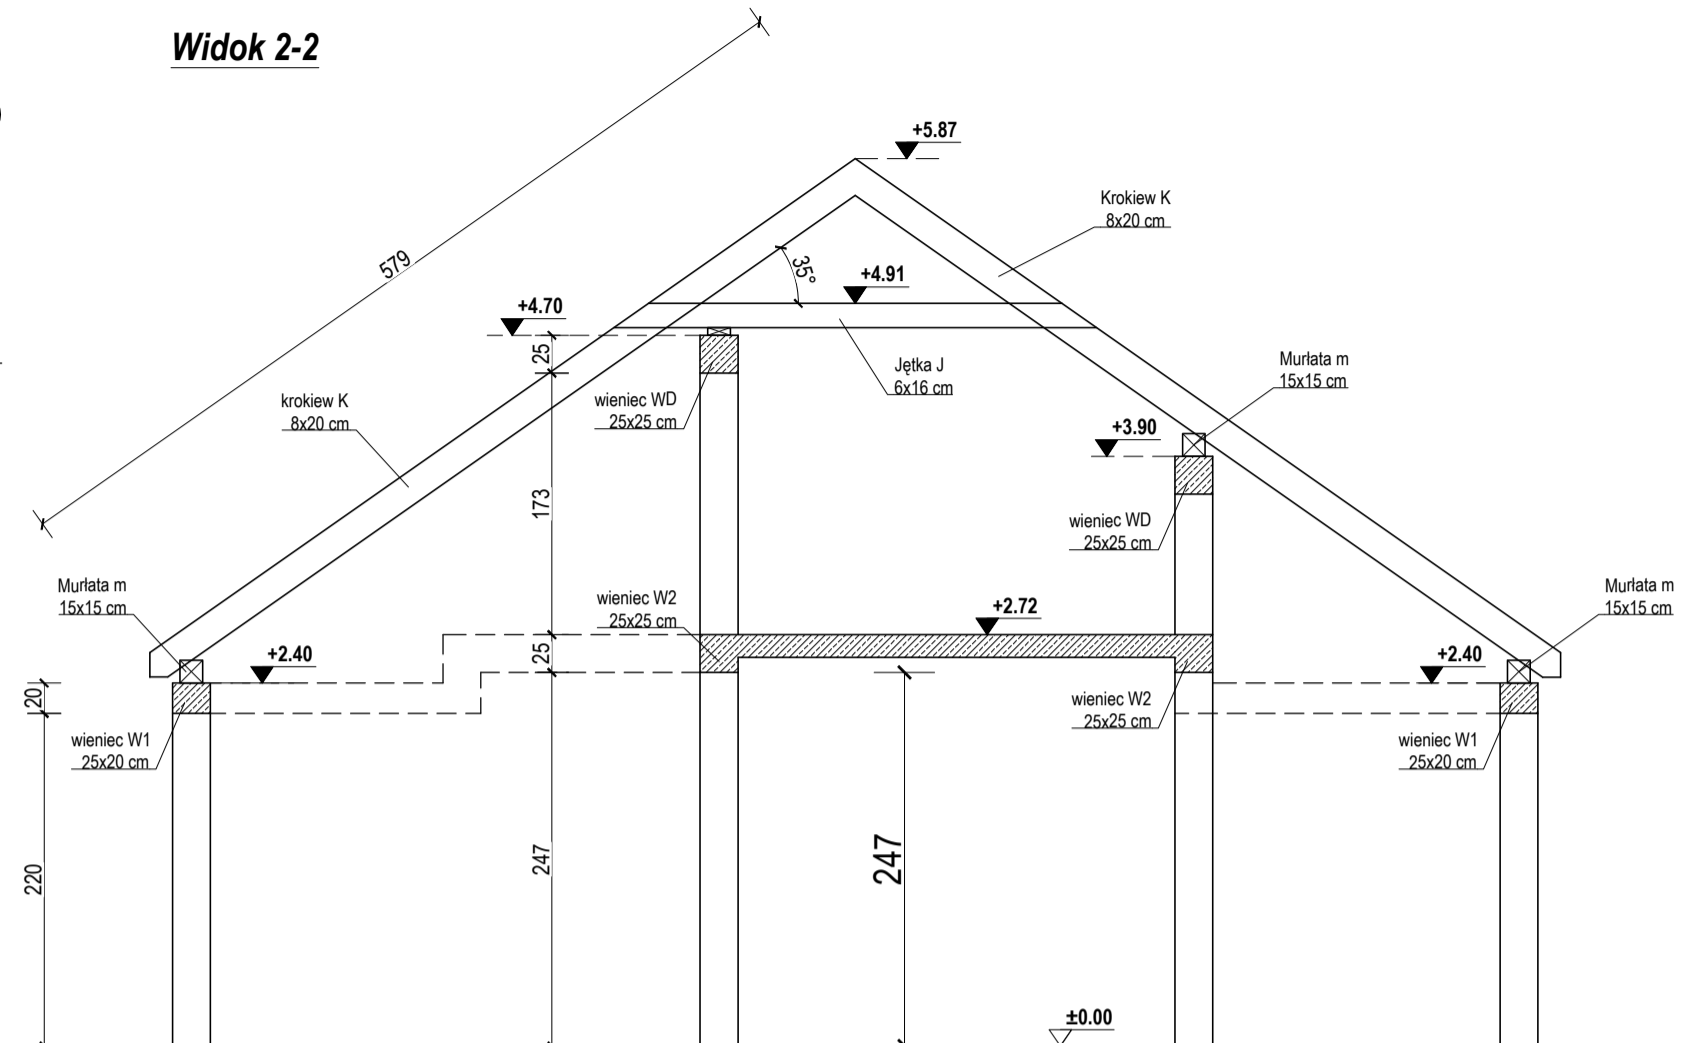 Widok 2-2
579
+5.87
Krokiew K
8x20 cm
35°
+4.91
+4.70
25
Jętka J
6x16 cm
Murłata m
15x15 cm
krokiew K
8x20 cm
wieniec WD
25x25 cm
+3.90
173
wieniec WD
25x25 cm
Murłata m
15x15 cm
wieniec W2
25x25 cm
+2.72
Murłata m
15x15 cm
25
+2.40
+2.40
20
wieniec W2
25x25 cm
wieniec W1
25x20 cm
wieniec W1
25x20 cm
220
247
247
±0.00